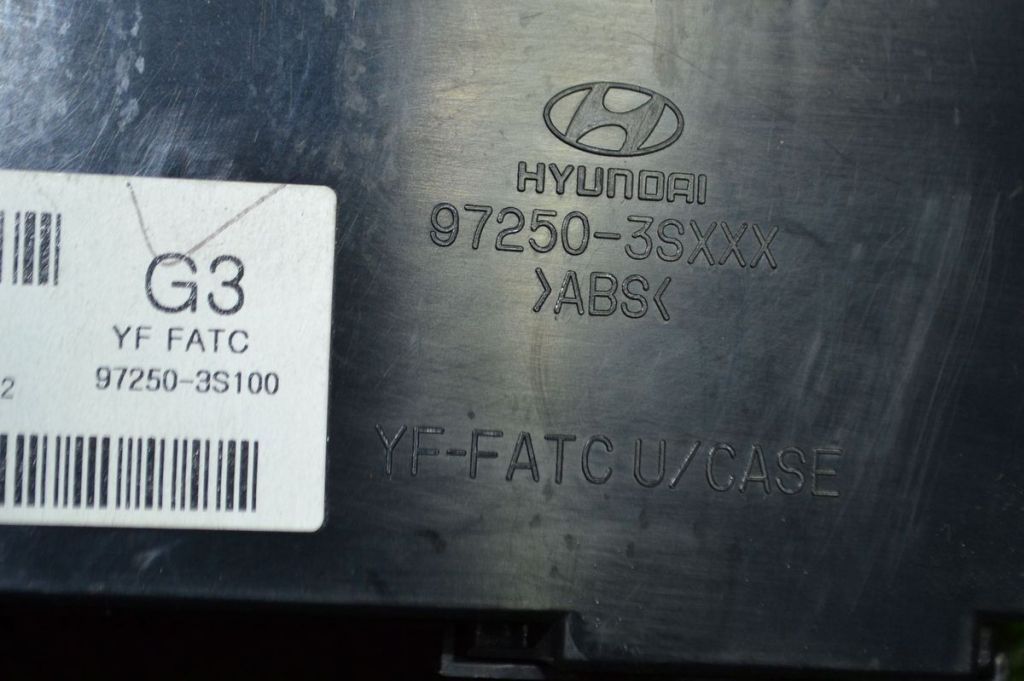 HYUNDAI
97250-3SXXX
>ABS<
YF-FATC U/CASE
G3
YF FATC
97250-3S100
2